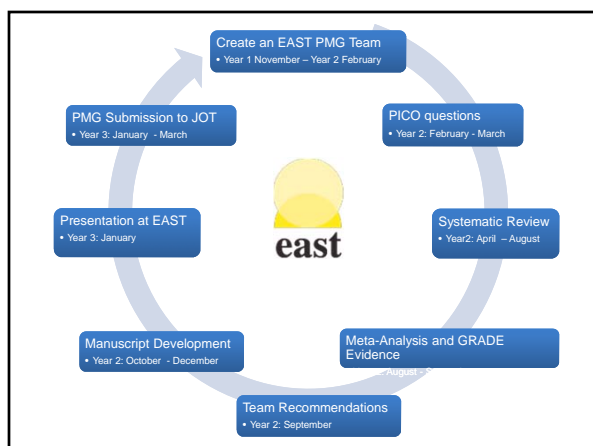 Create an EAST PMG Team
• Year 1 November – Year 2 February
PICO questions
• Year 2: February - March
Systematic Review
• Year2: April – August
Meta-Analysis and GRADE
Evidence
August -
Team Recommendations
• Year 2: September
Manuscript Development
• Year 2: October - December
Presentation at EAST
• Year 3: January
PMG Submission to JOT
• Year 3: January - March
east